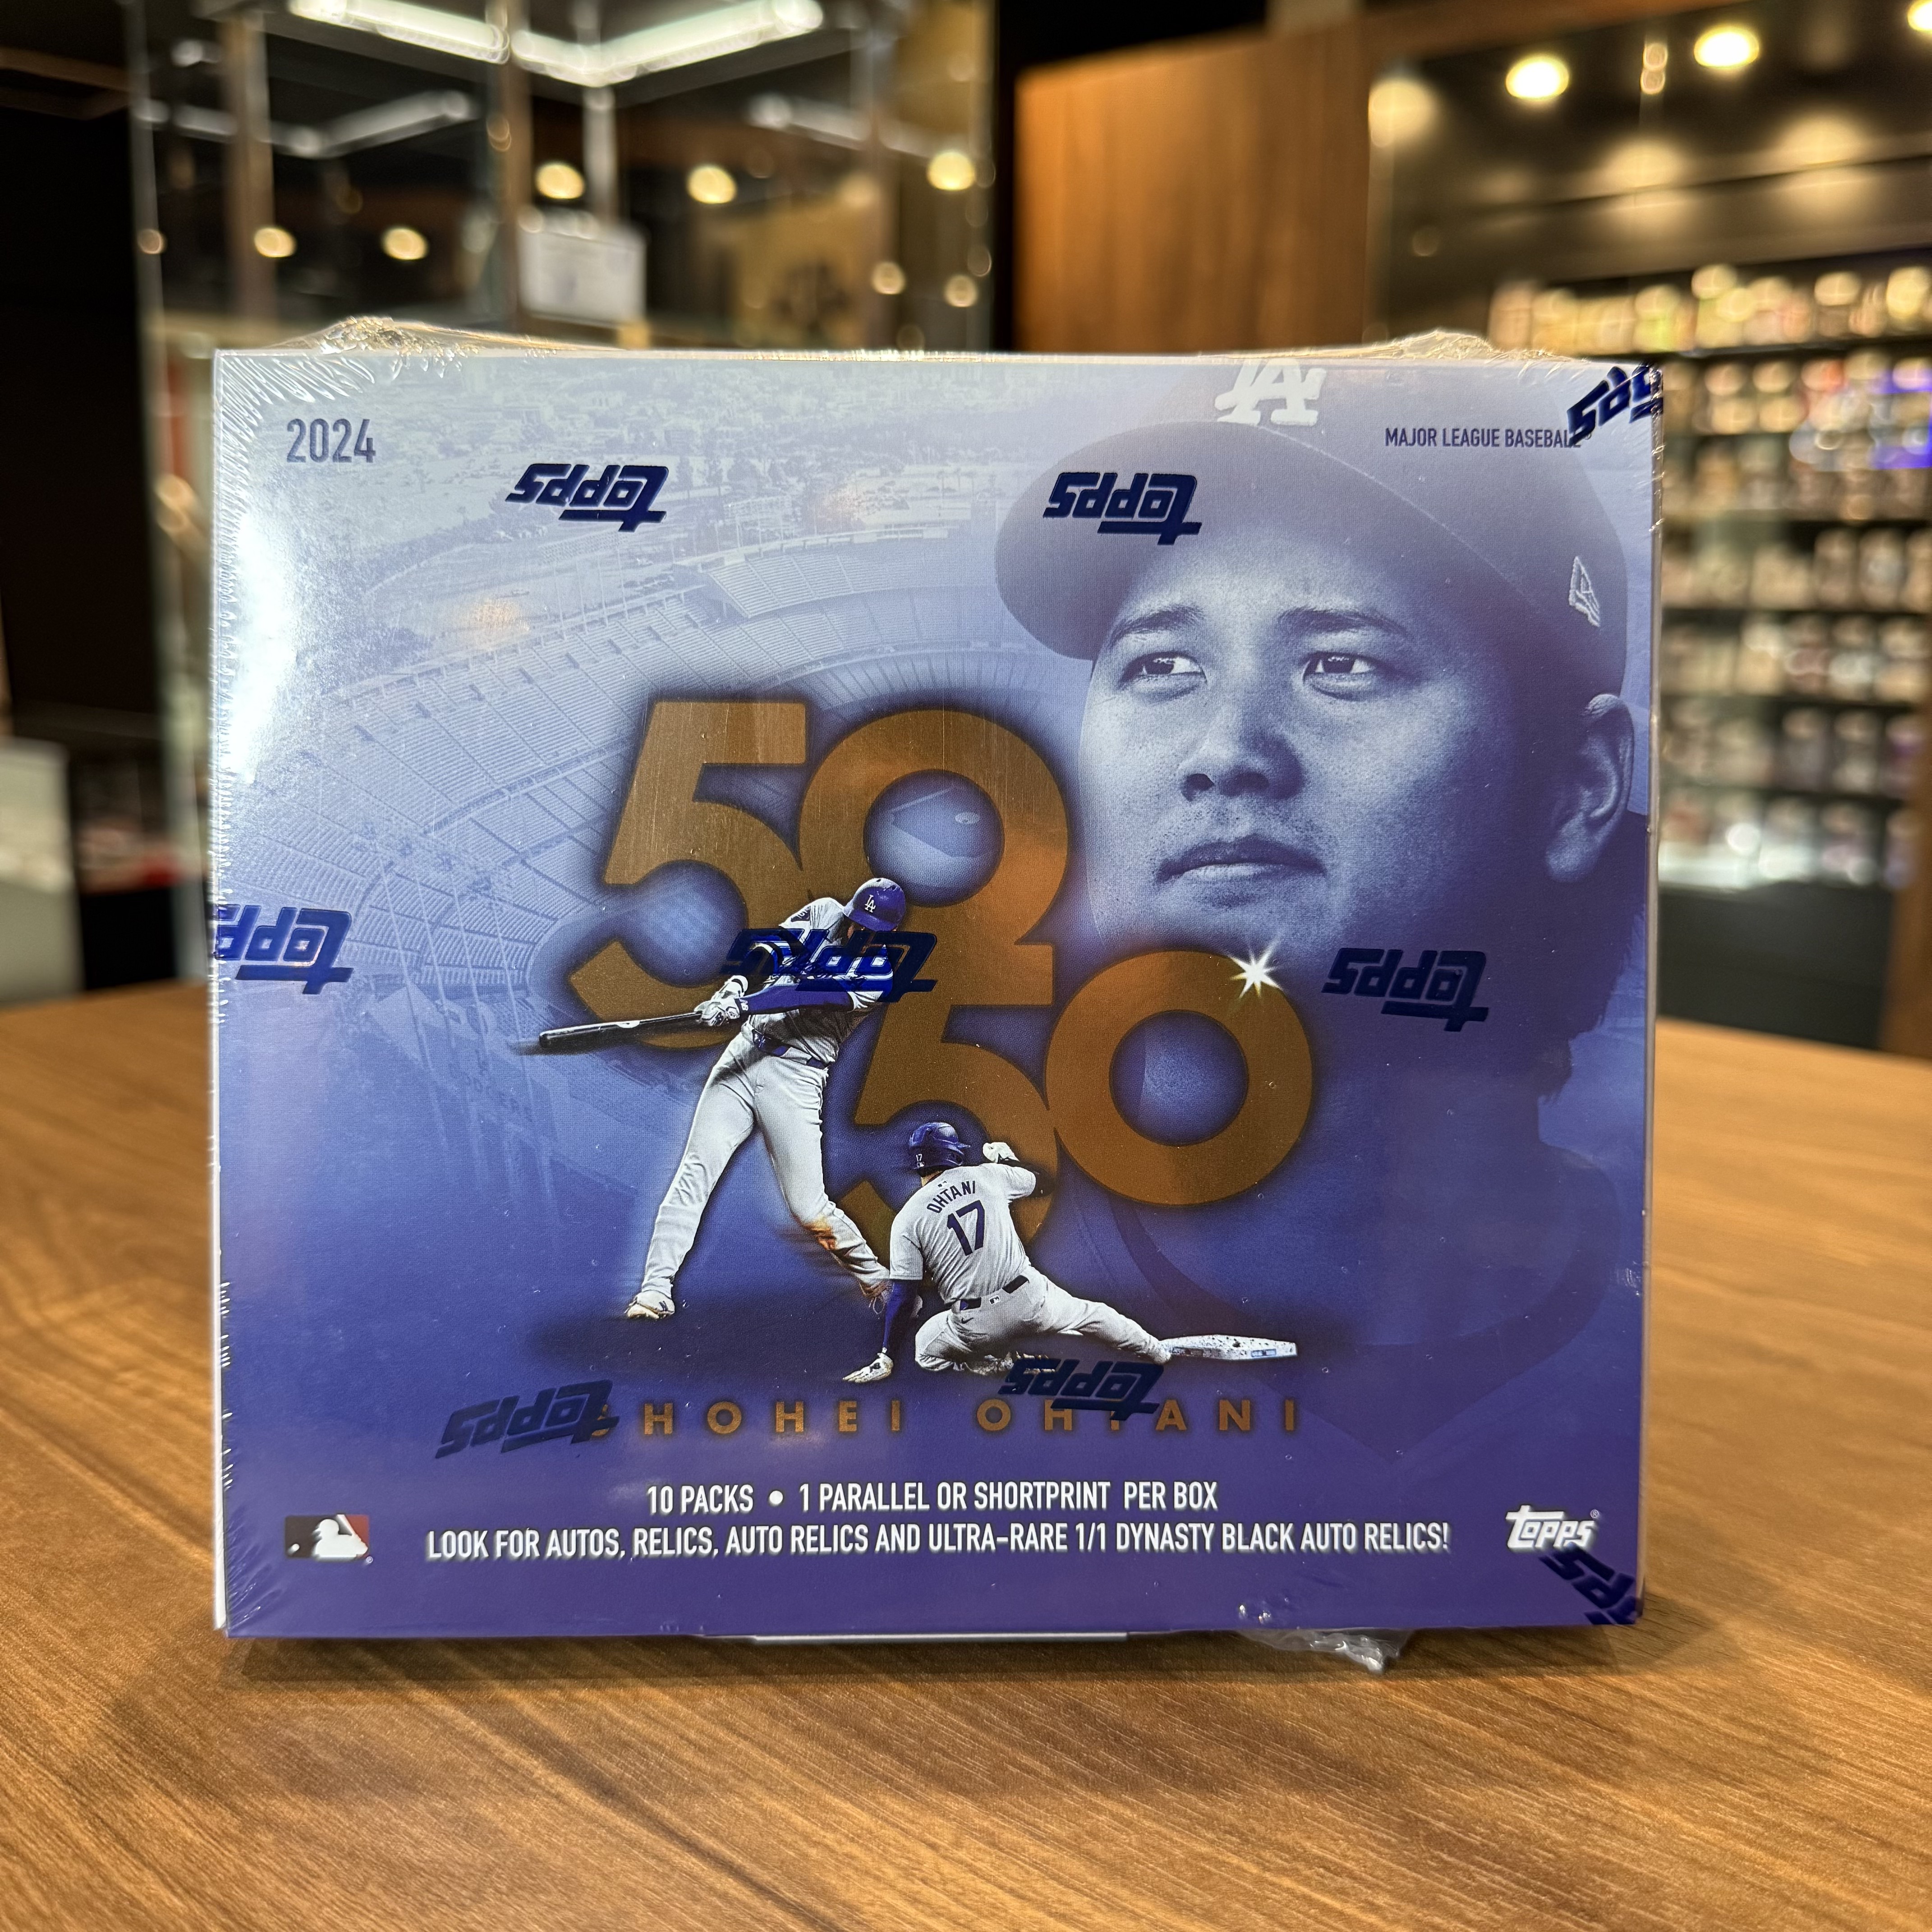 2024
MAJOR LEAGUE BASEBALL
topps
topps
50
50
topps
topps
topps
OHTANI
17
topps
topps
SHOHEI OHTANI
10 PACKS • 1 PARALLEL OR SHORTPRINT PER BOX
LOOK FOR AUTOS, RELICS, AUTO RELICS AND ULTRA-RARE 1/1 DYNASTY BLACK AUTO RELICS!
topps®